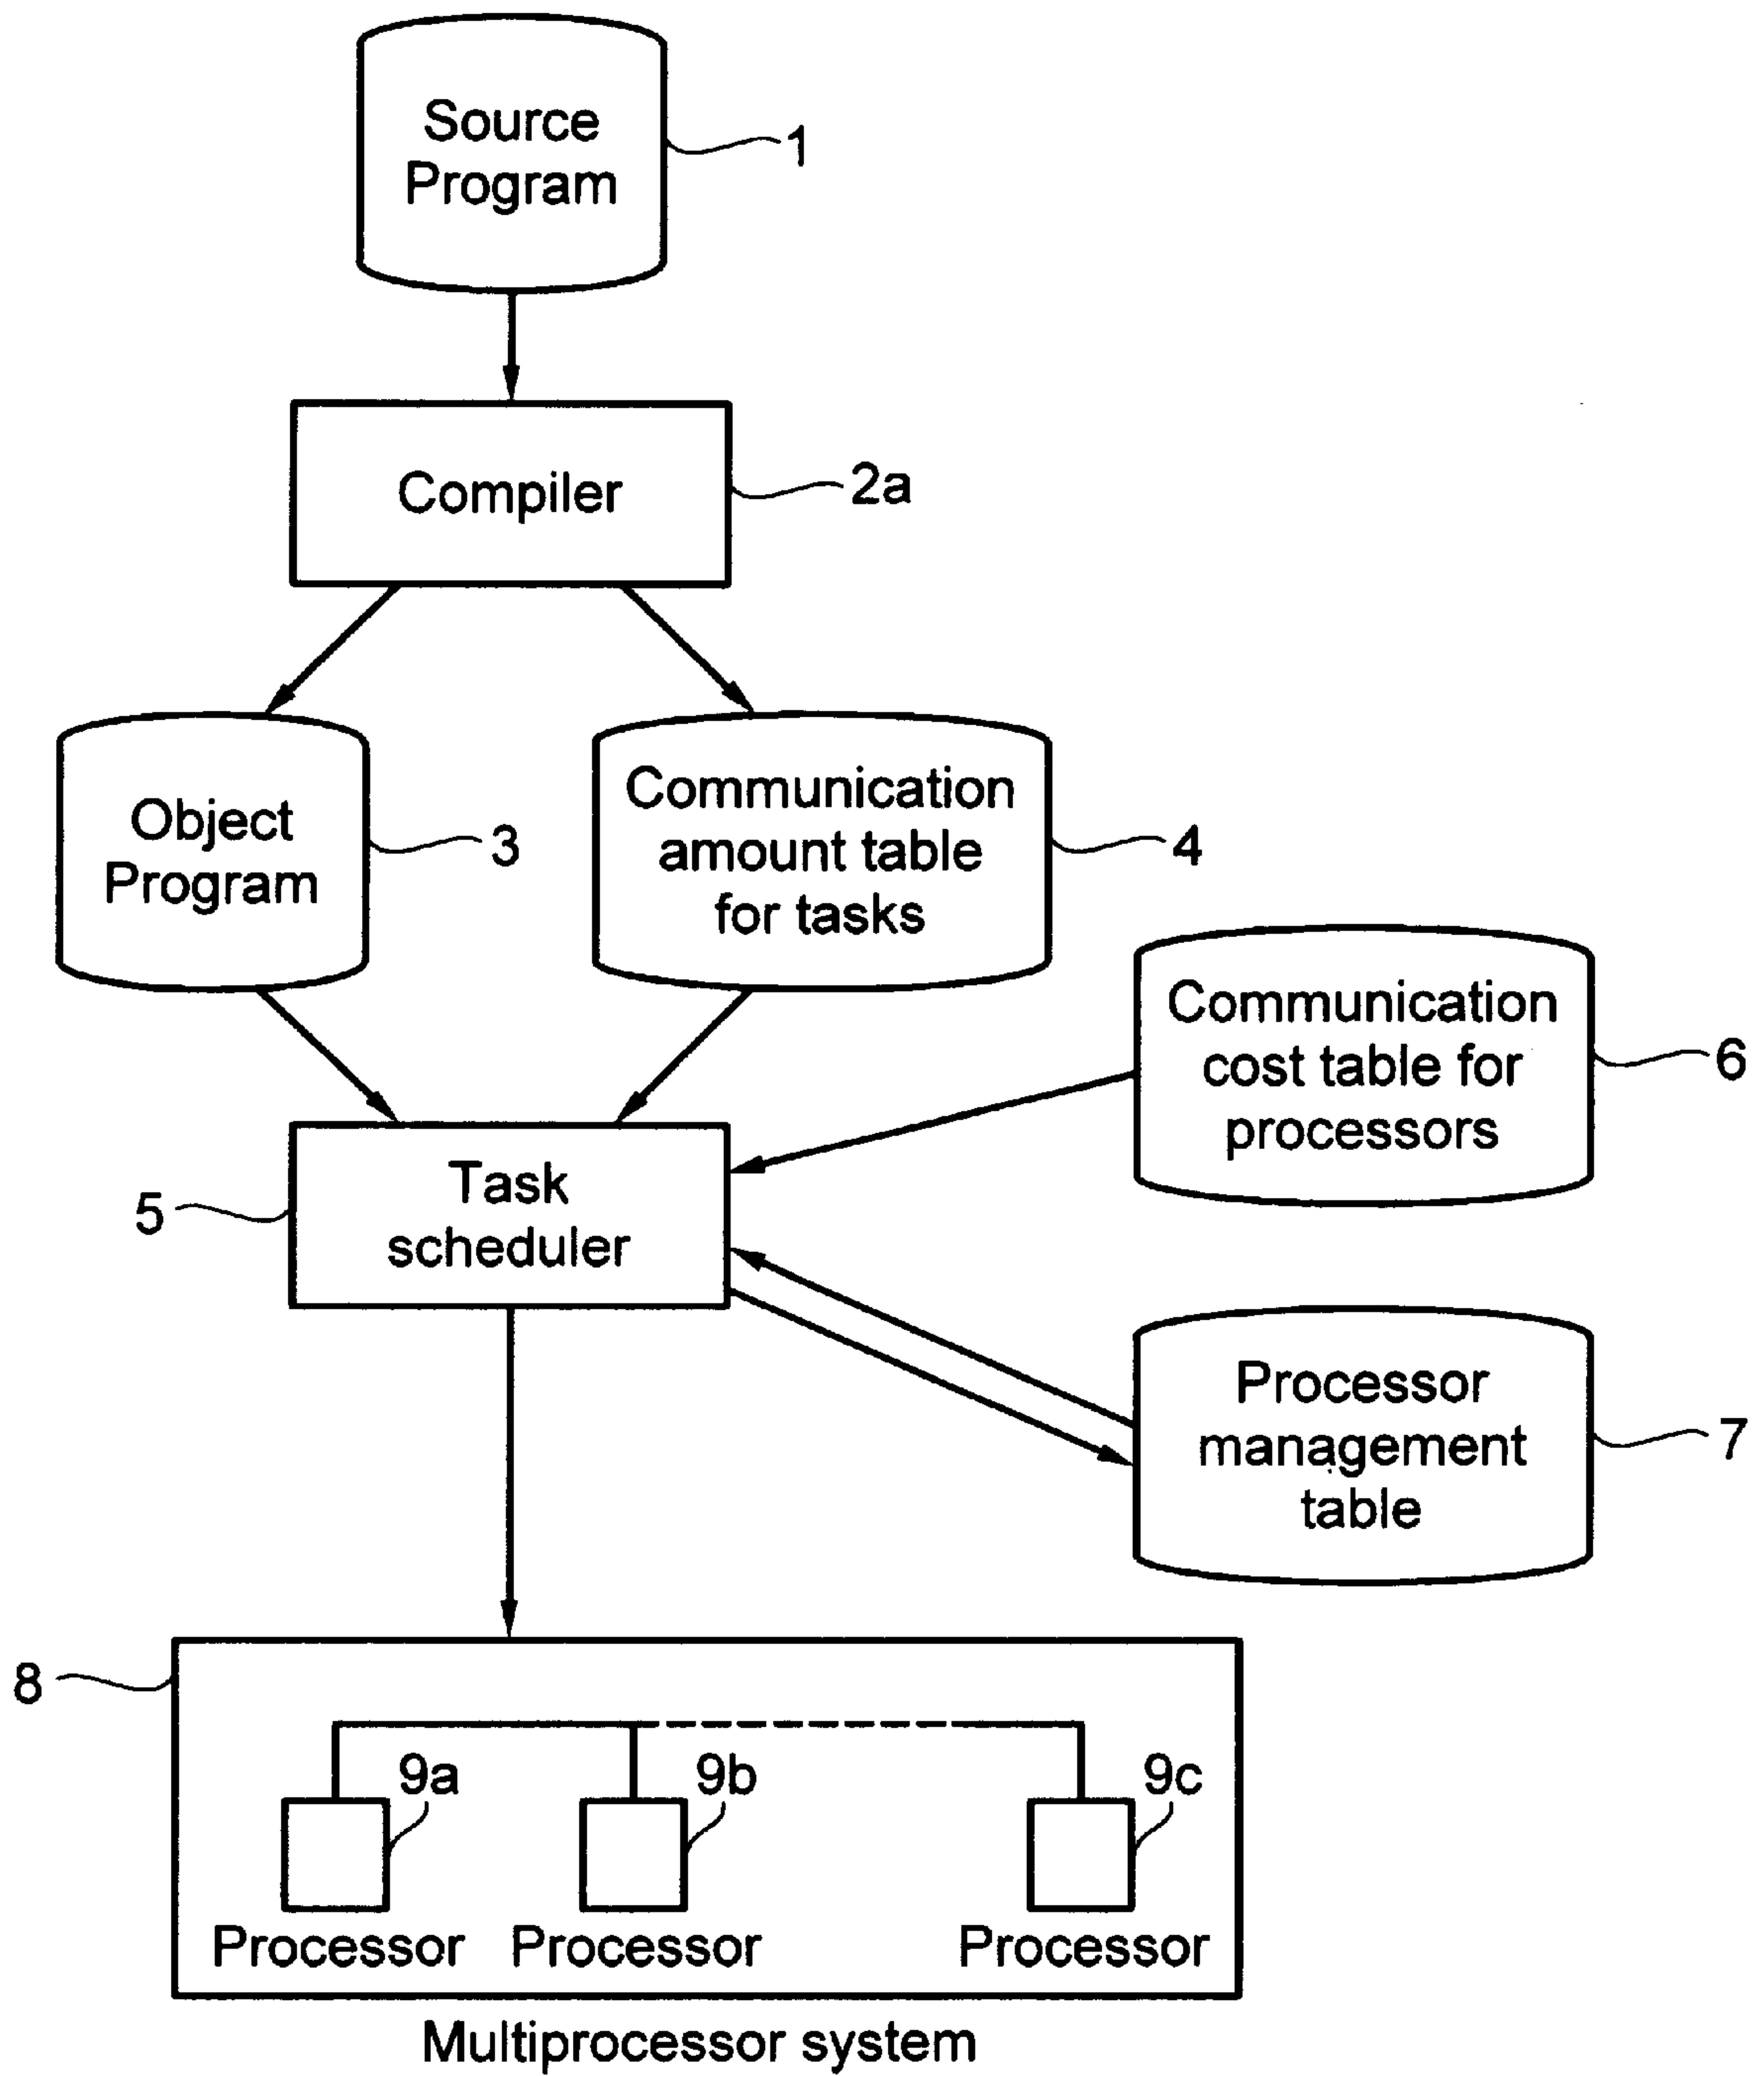 Source
Program
1
Compiler
2a
Object
Program
3
Communication
amount table
for tasks
4
Communication
cost table for
processors
6
Task
scheduler
5
Processor
management
table
7
8
9a
9b
9c
Processor
Processor
Processor
Multiprocessor system